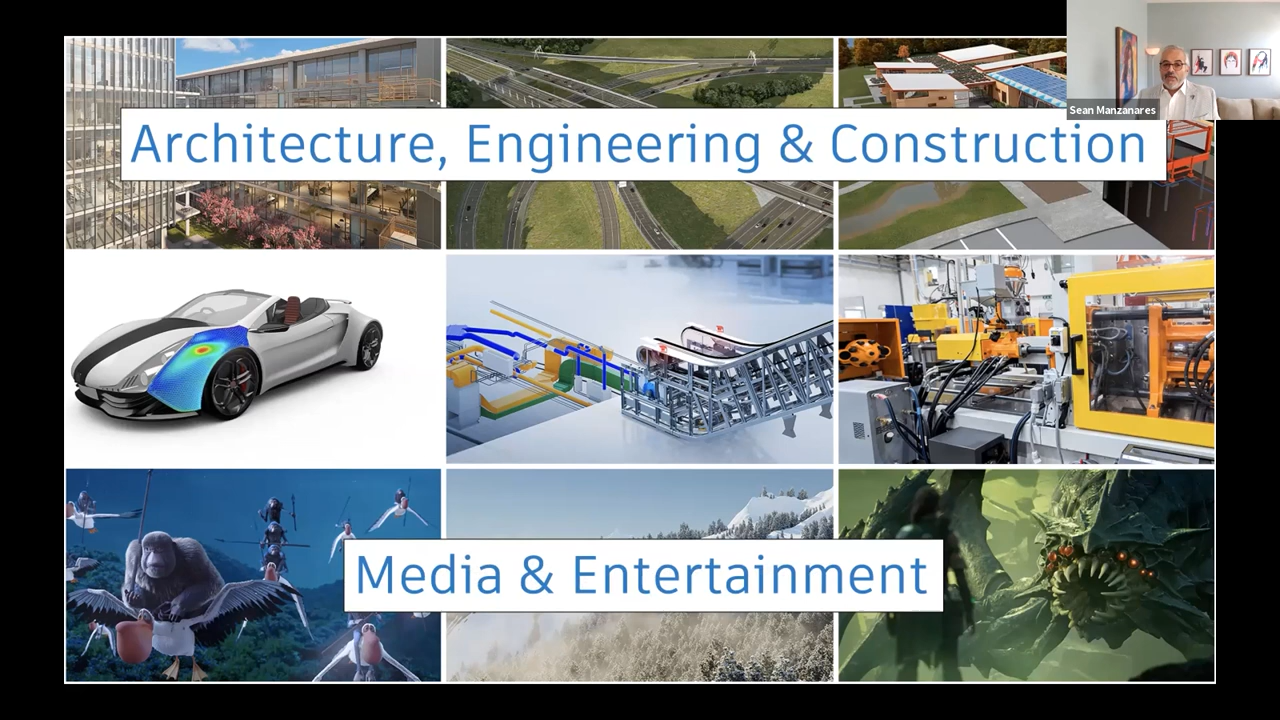 Sean Manzanares
Architecture, Engineering & Construction
Media & Entertainment